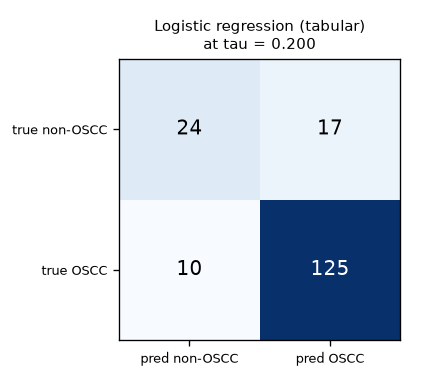 Logistic regression (tabular)
at tau = 0.200
true non-OSCC
24
17
true OSCC
10
125
pred non-OSCC
pred OSCC